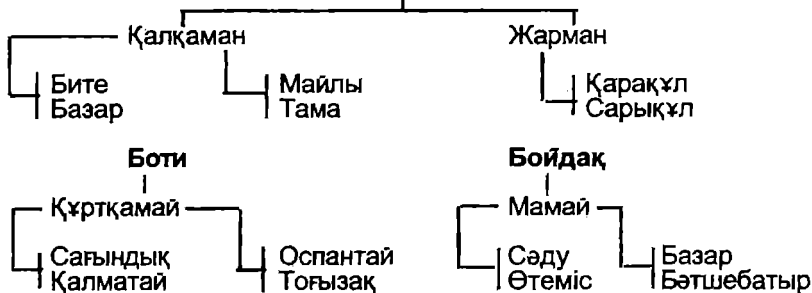 Қалқаман Жарман
Бите Майлы Қарақұл
Базар Тама Сарықұл
Боти Бойдақ
Құртқамай Мамай
Сағындық Оспантай Сәду Базар
Қалматай Тоғызақ Өтеміс Бәтшебатыр